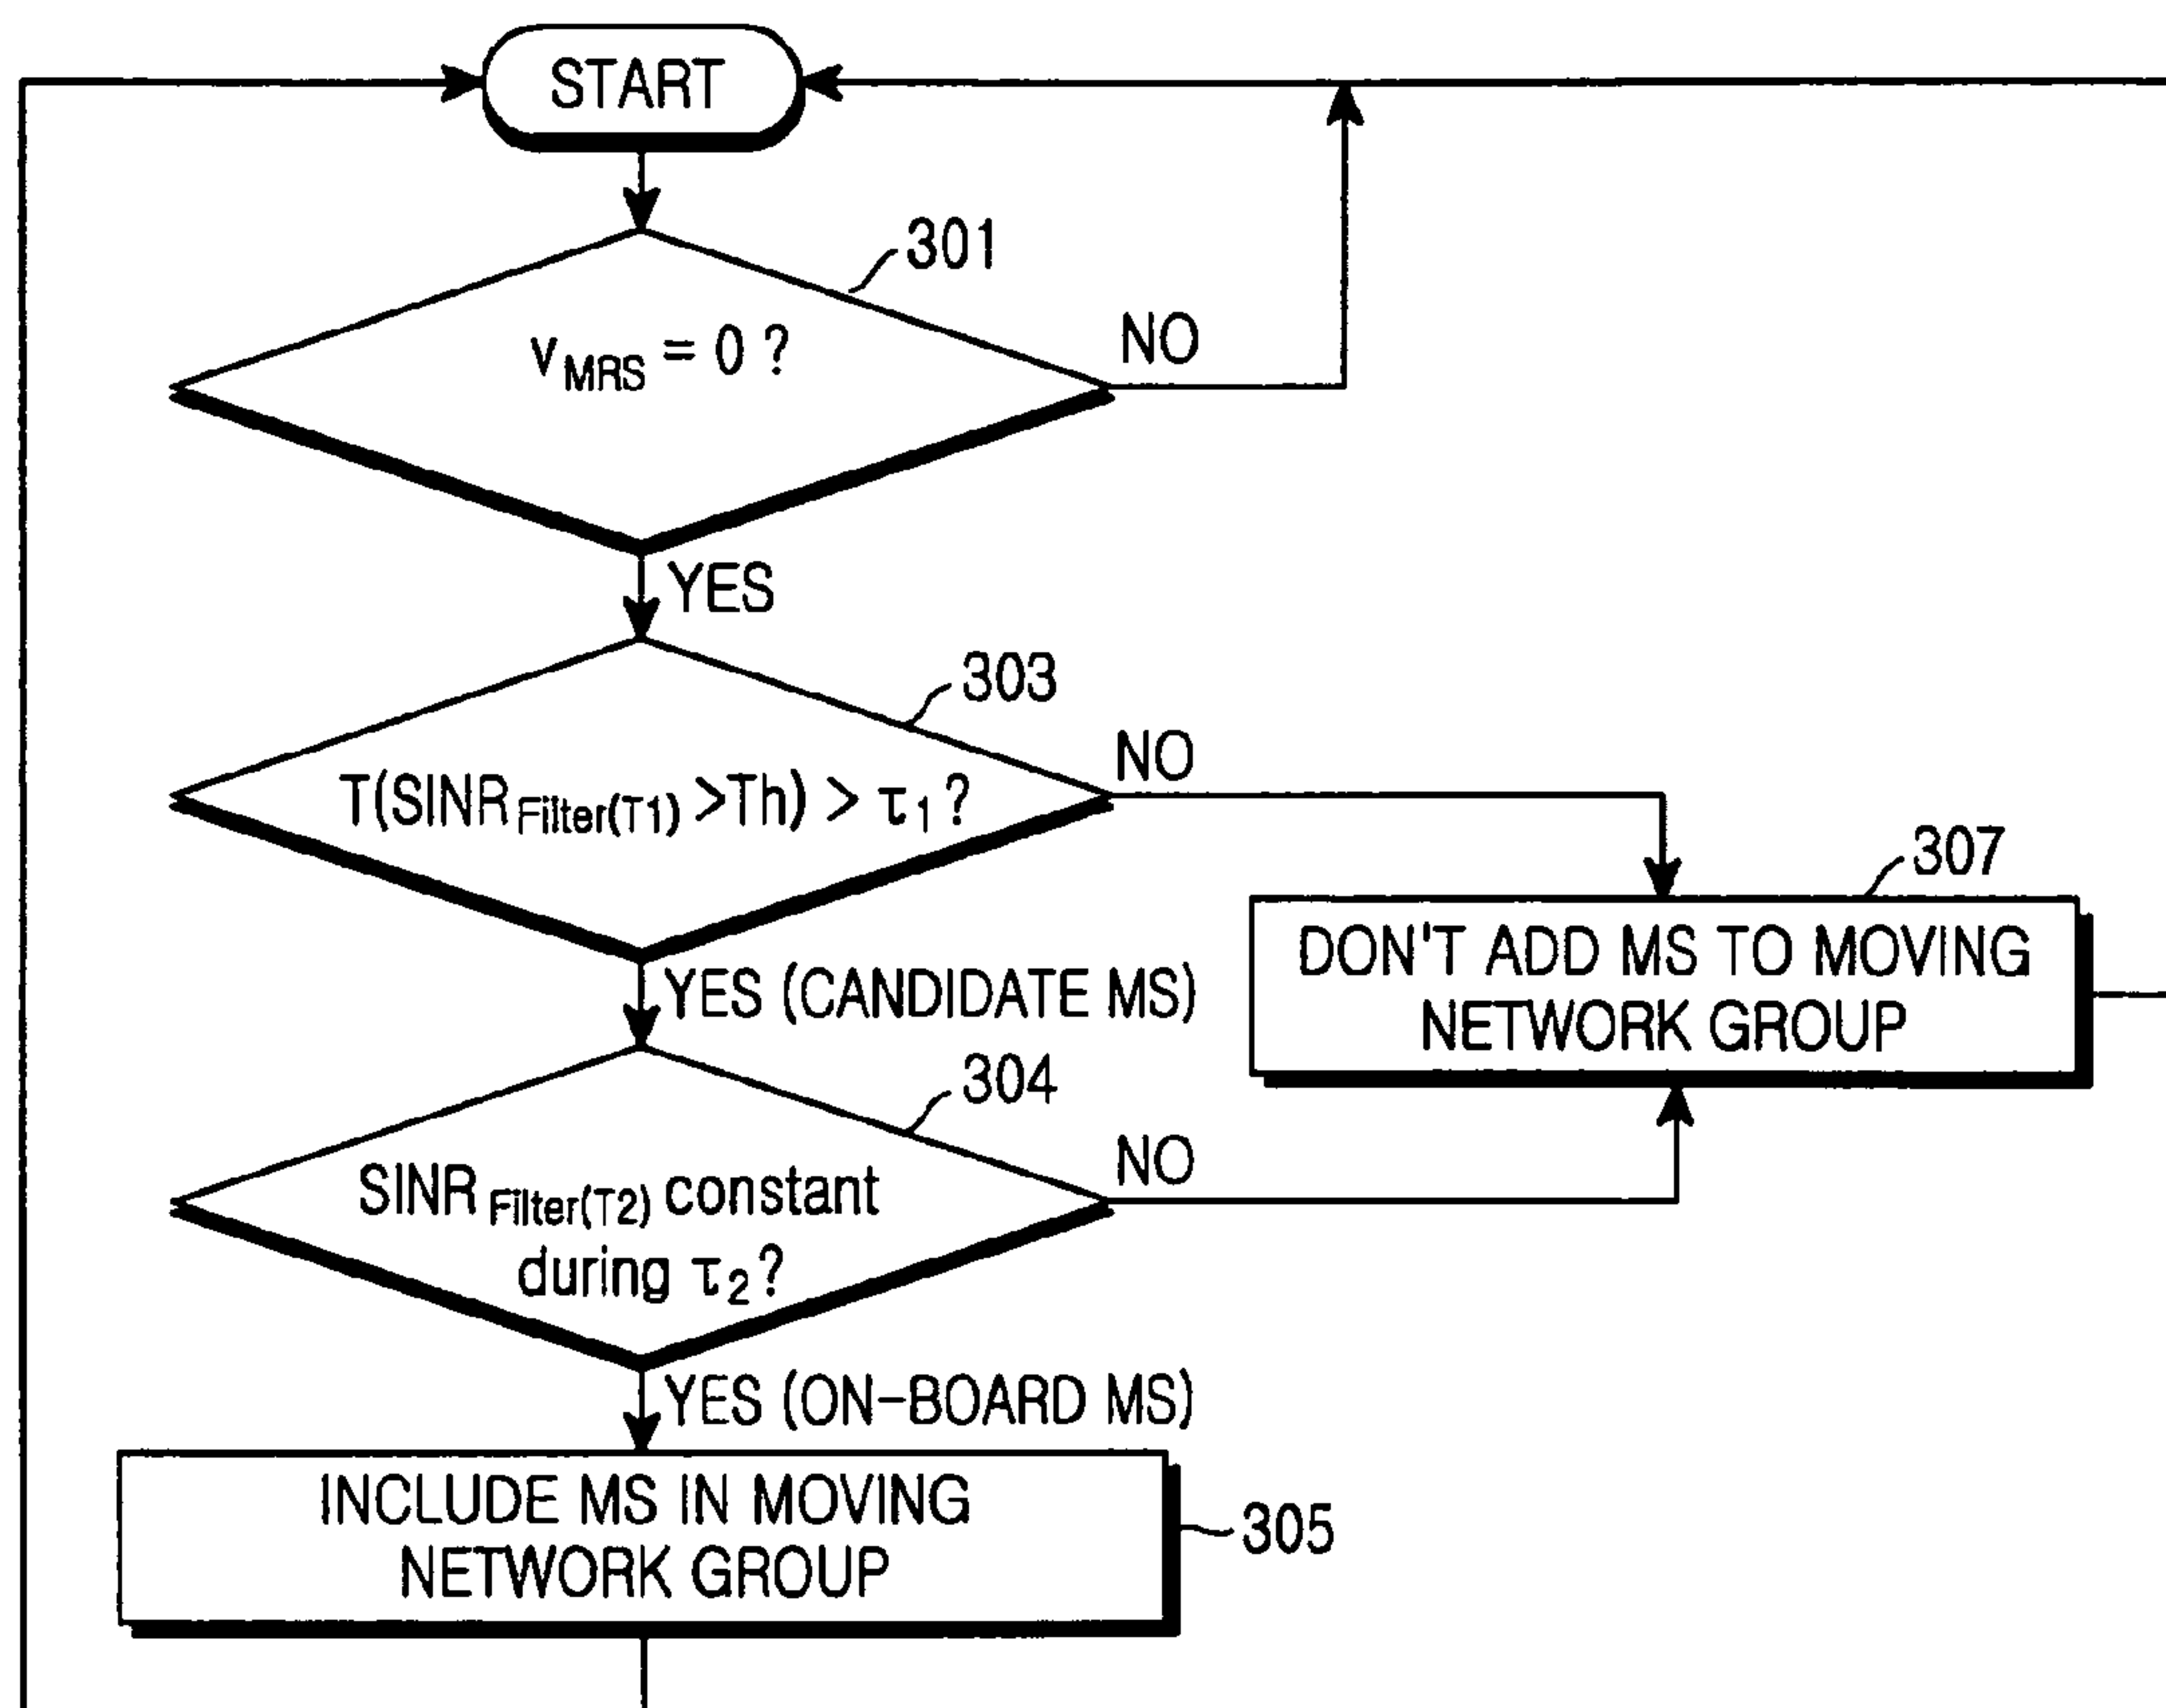 START
301
v_MRS = 0 ?
NO
YES
303
T(SINR_Filter(T1) >Th) > τ_1 ?
NO
307
DON'T ADD MS TO MOVING
NETWORK GROUP
YES (CANDIDATE MS)
304
SINR_Filter(T2) constant
during τ_2 ?
NO
YES (ON-BOARD MS)
INCLUDE MS IN MOVING
NETWORK GROUP
305